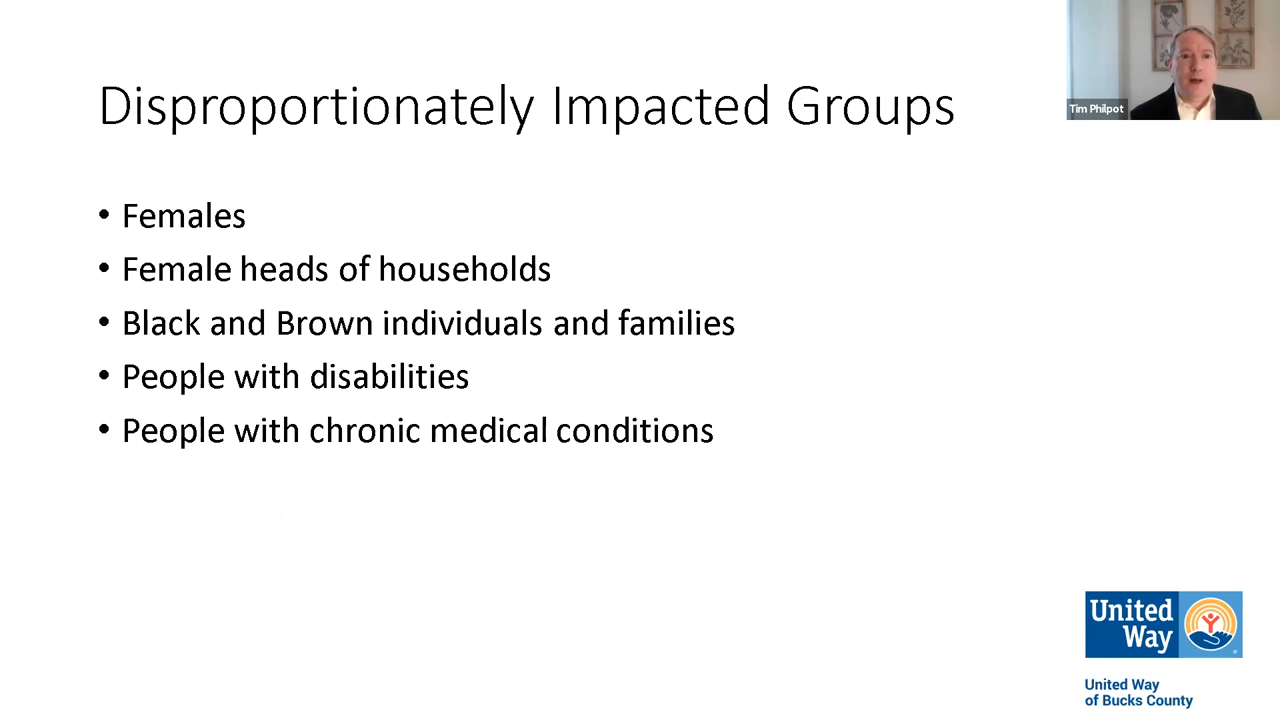 Disproportionately Impacted Groups
Tim Philpot
• Females
• Female heads of households
• Black and Brown individuals and families
• People with disabilities
• People with chronic medical conditions
United
Way
United Way
of Bucks County